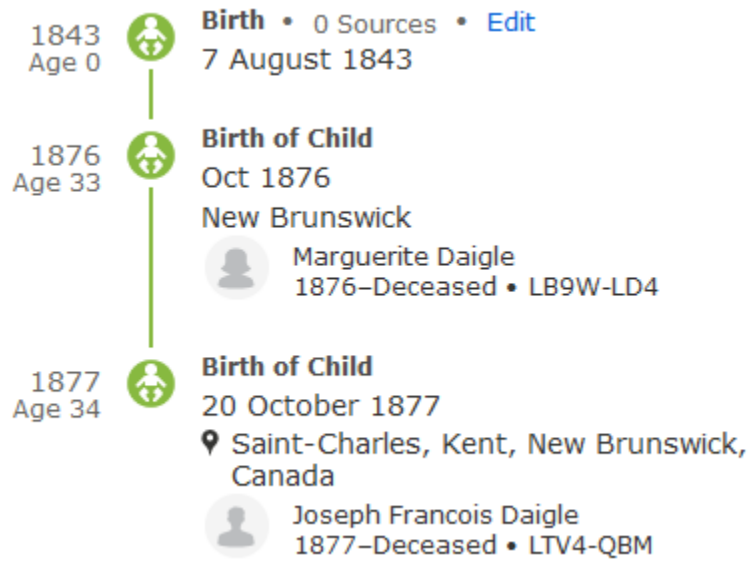 1843
Age 0
Birth • 0 Sources • Edit
7 August 1843
1876
Age 33
Birth of Child
Oct 1876
New Brunswick
Marguerite Daigle
1876–Deceased • LB9W-LD4
1877
Age 34
Birth of Child
20 October 1877
Saint-Charles, Kent, New Brunswick,
Canada
Joseph Francois Daigle
1877–Deceased • LTV4-QBM